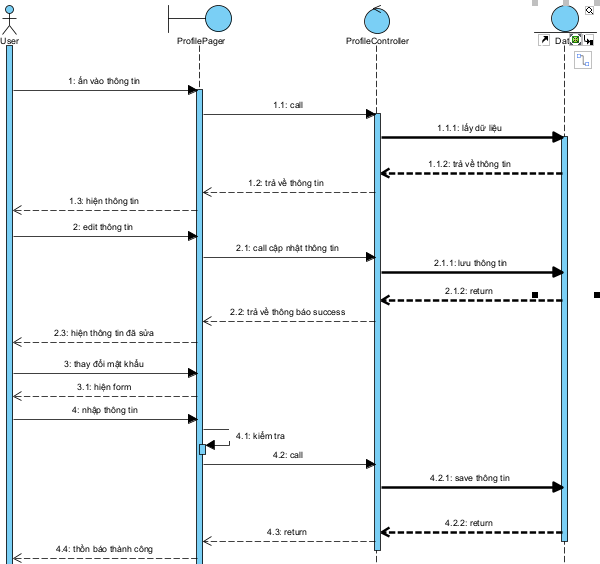 User
ProfilePager
ProfileController
1: ấn vào thông tin
1.1: call
1.1.1: lấy dữ liệu
1.1.2: trả về thông tin
1.2: trả về thông tin
1.3: hiện thông tin
2: edit thông tin
2.1: call cập nhật thông tin
2.1.1: lưu thông tin
2.1.2: return
2.2: trả về thông báo success
2.3: hiện thông tin đã sửa
3: thay đổi mật khẩu
3.1: hiện form
4: nhập thông tin
4.1: kiểm tra
4.2: call
4.2.1: save thông tin
4.2.2: return
4.3: return
4.4: thồn báo thành công